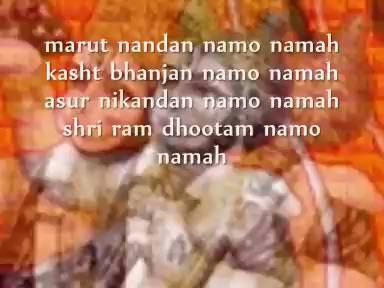 marut nandan namo namah
kasht bhanjan namo namah
asur nikandan namo namah
shri ram dhootam namo
namah